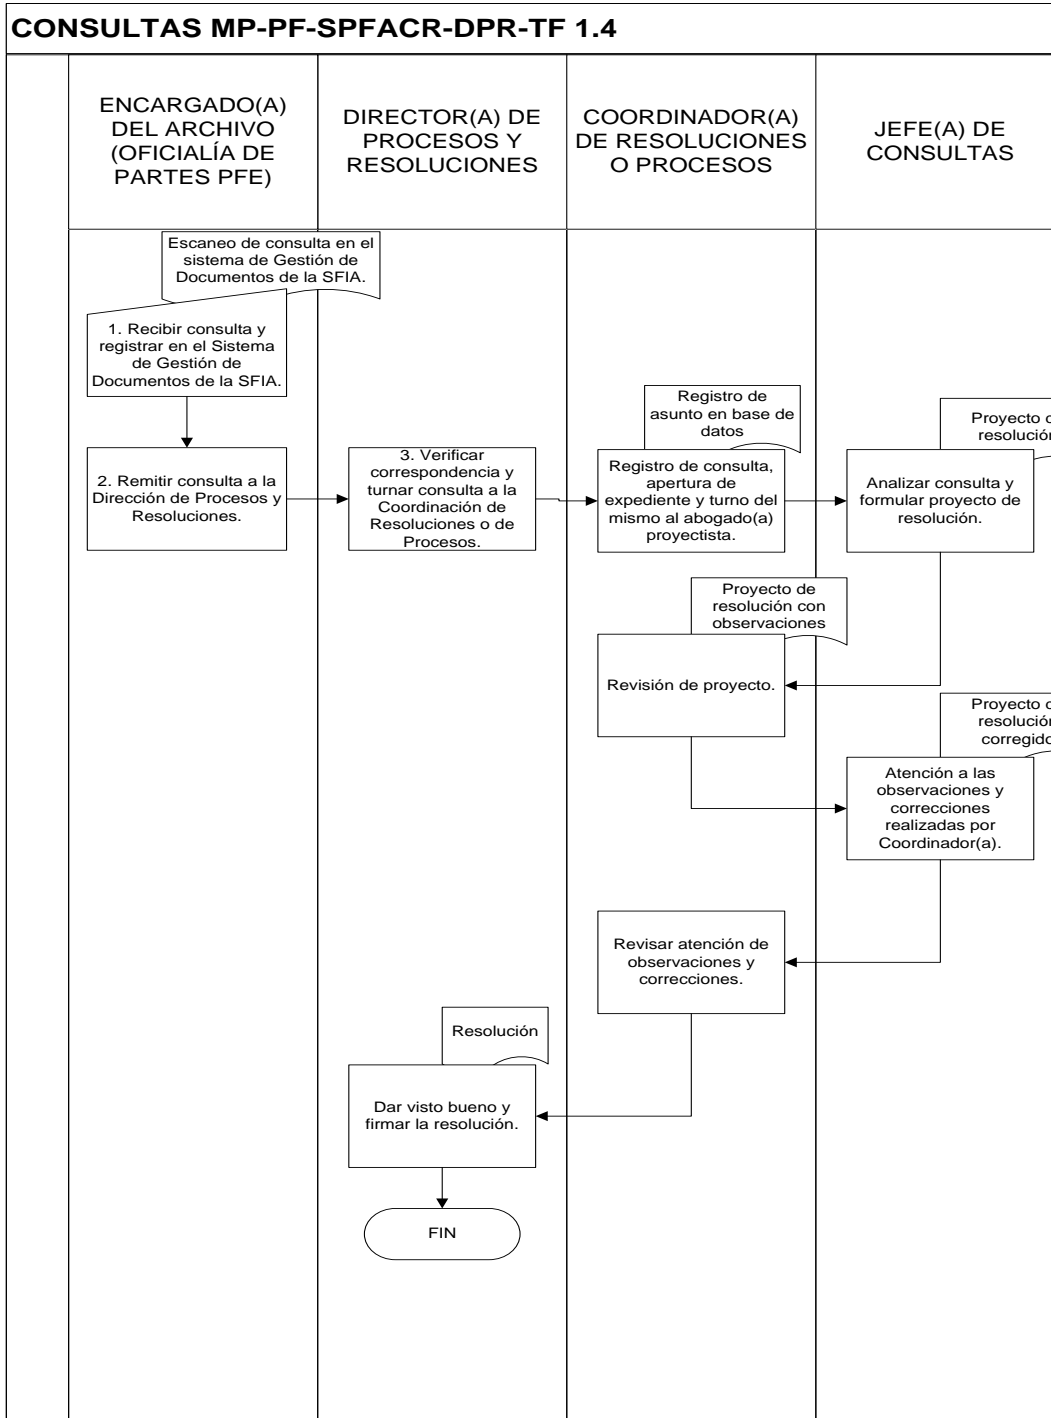 CONSULTAS MP-PF-SPFACR-DPR-TF 1.4
ENCARGADO(A)
DEL ARCHIVO
(OFICIALÍA DE
PARTES PFE)
DIRECTOR(A) DE
PROCESOS Y
RESOLUCIONES
COORDINADOR(A)
DE RESOLUCIONES
O PROCESOS
JEFE(A) DE
CONSULTAS
Escaneo de consulta en el
sistema de Gestión de
Documentos de la SFIA.
1. Recibir consulta y
registrar en el Sistema
de Gestión de
Documentos de la SFIA.
2. Remitir consulta a la
Dirección de Procesos y
Resoluciones.
3. Verificar
correspondencia y
turnar consulta a la
Coordinación de
Resoluciones o de
Procesos.
Registro de
asunto en base de
datos
Registro de consulta,
apertura de
expediente y turno del
mismo al abogado(a)
proyectista.
Proyecto
resolución
Analizar consulta y
formular proyecto de
resolución.
Proyecto de
resolución con
observaciones
Revisión de proyecto.
Proyecto
resolución
corregido
Atención a las
observaciones y
correcciones
realizadas por
Coordinador(a).
Revisar atención de
observaciones y
correcciones.
Resolución
Dar visto bueno y
firmar la resolución.
FIN